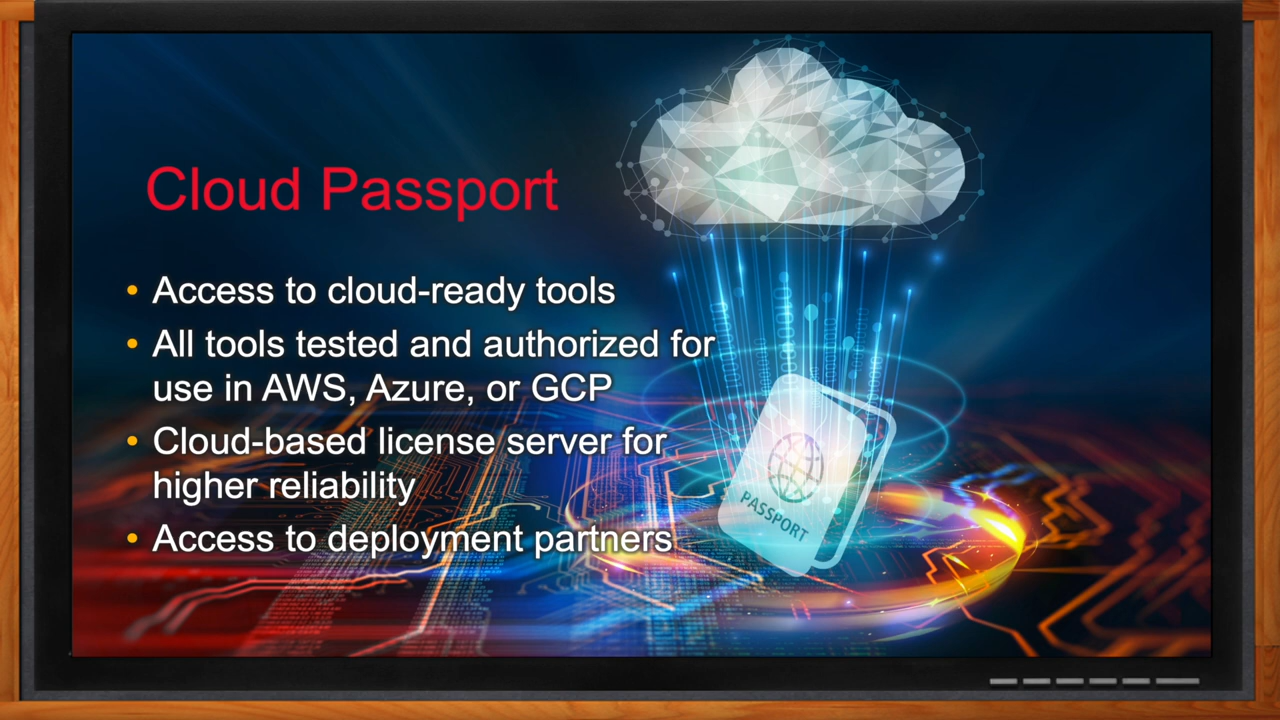 Cloud Passport
• Access to cloud-ready tools
• All tools tested and authorized for
use in AWS, Azure, or GCP
• Cloud-based license server for
higher reliability
• Access to deployment partners
PASSPORT